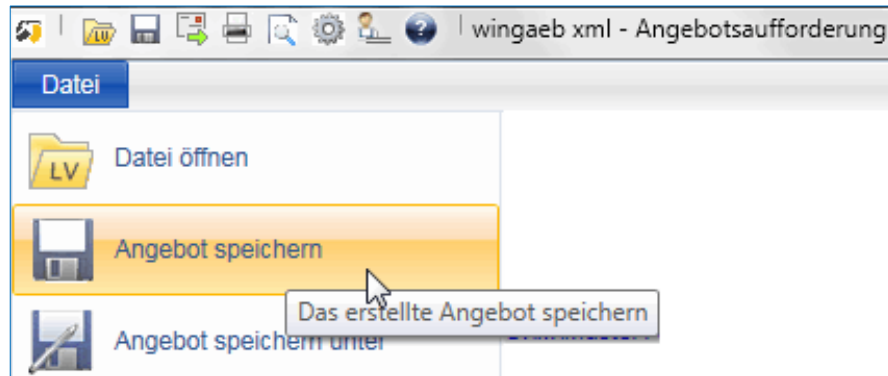 wingaeb xml - Angebotsaufforderung
Datei
LV
Datei öffnen
Angebot speichern
Das erstellte Angebot speichern
Angebot speichern unter